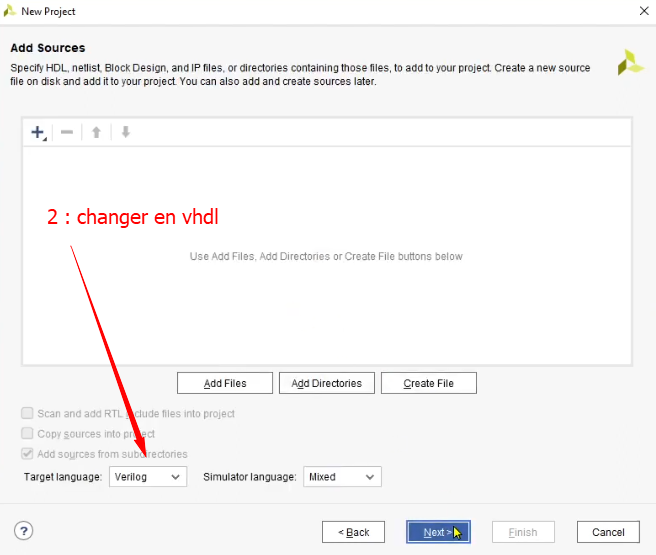 New Project
Add Sources
Specify HDL, netlist, Block Design, and IP files, or directories containing those files, to add to your project. Create a new source
file on disk and add it to your project. You can also add and create sources later.
2 : changer en vhdl
Use Add Files, Add Directories or Create File buttons below
Add Files Add Directories Create File
Scan and add RTL include files into project
Copy sources into project
Add sources from subdirectories
Target language: Verilog Simulator language: Mixed
? < Back Next > Finish Cancel